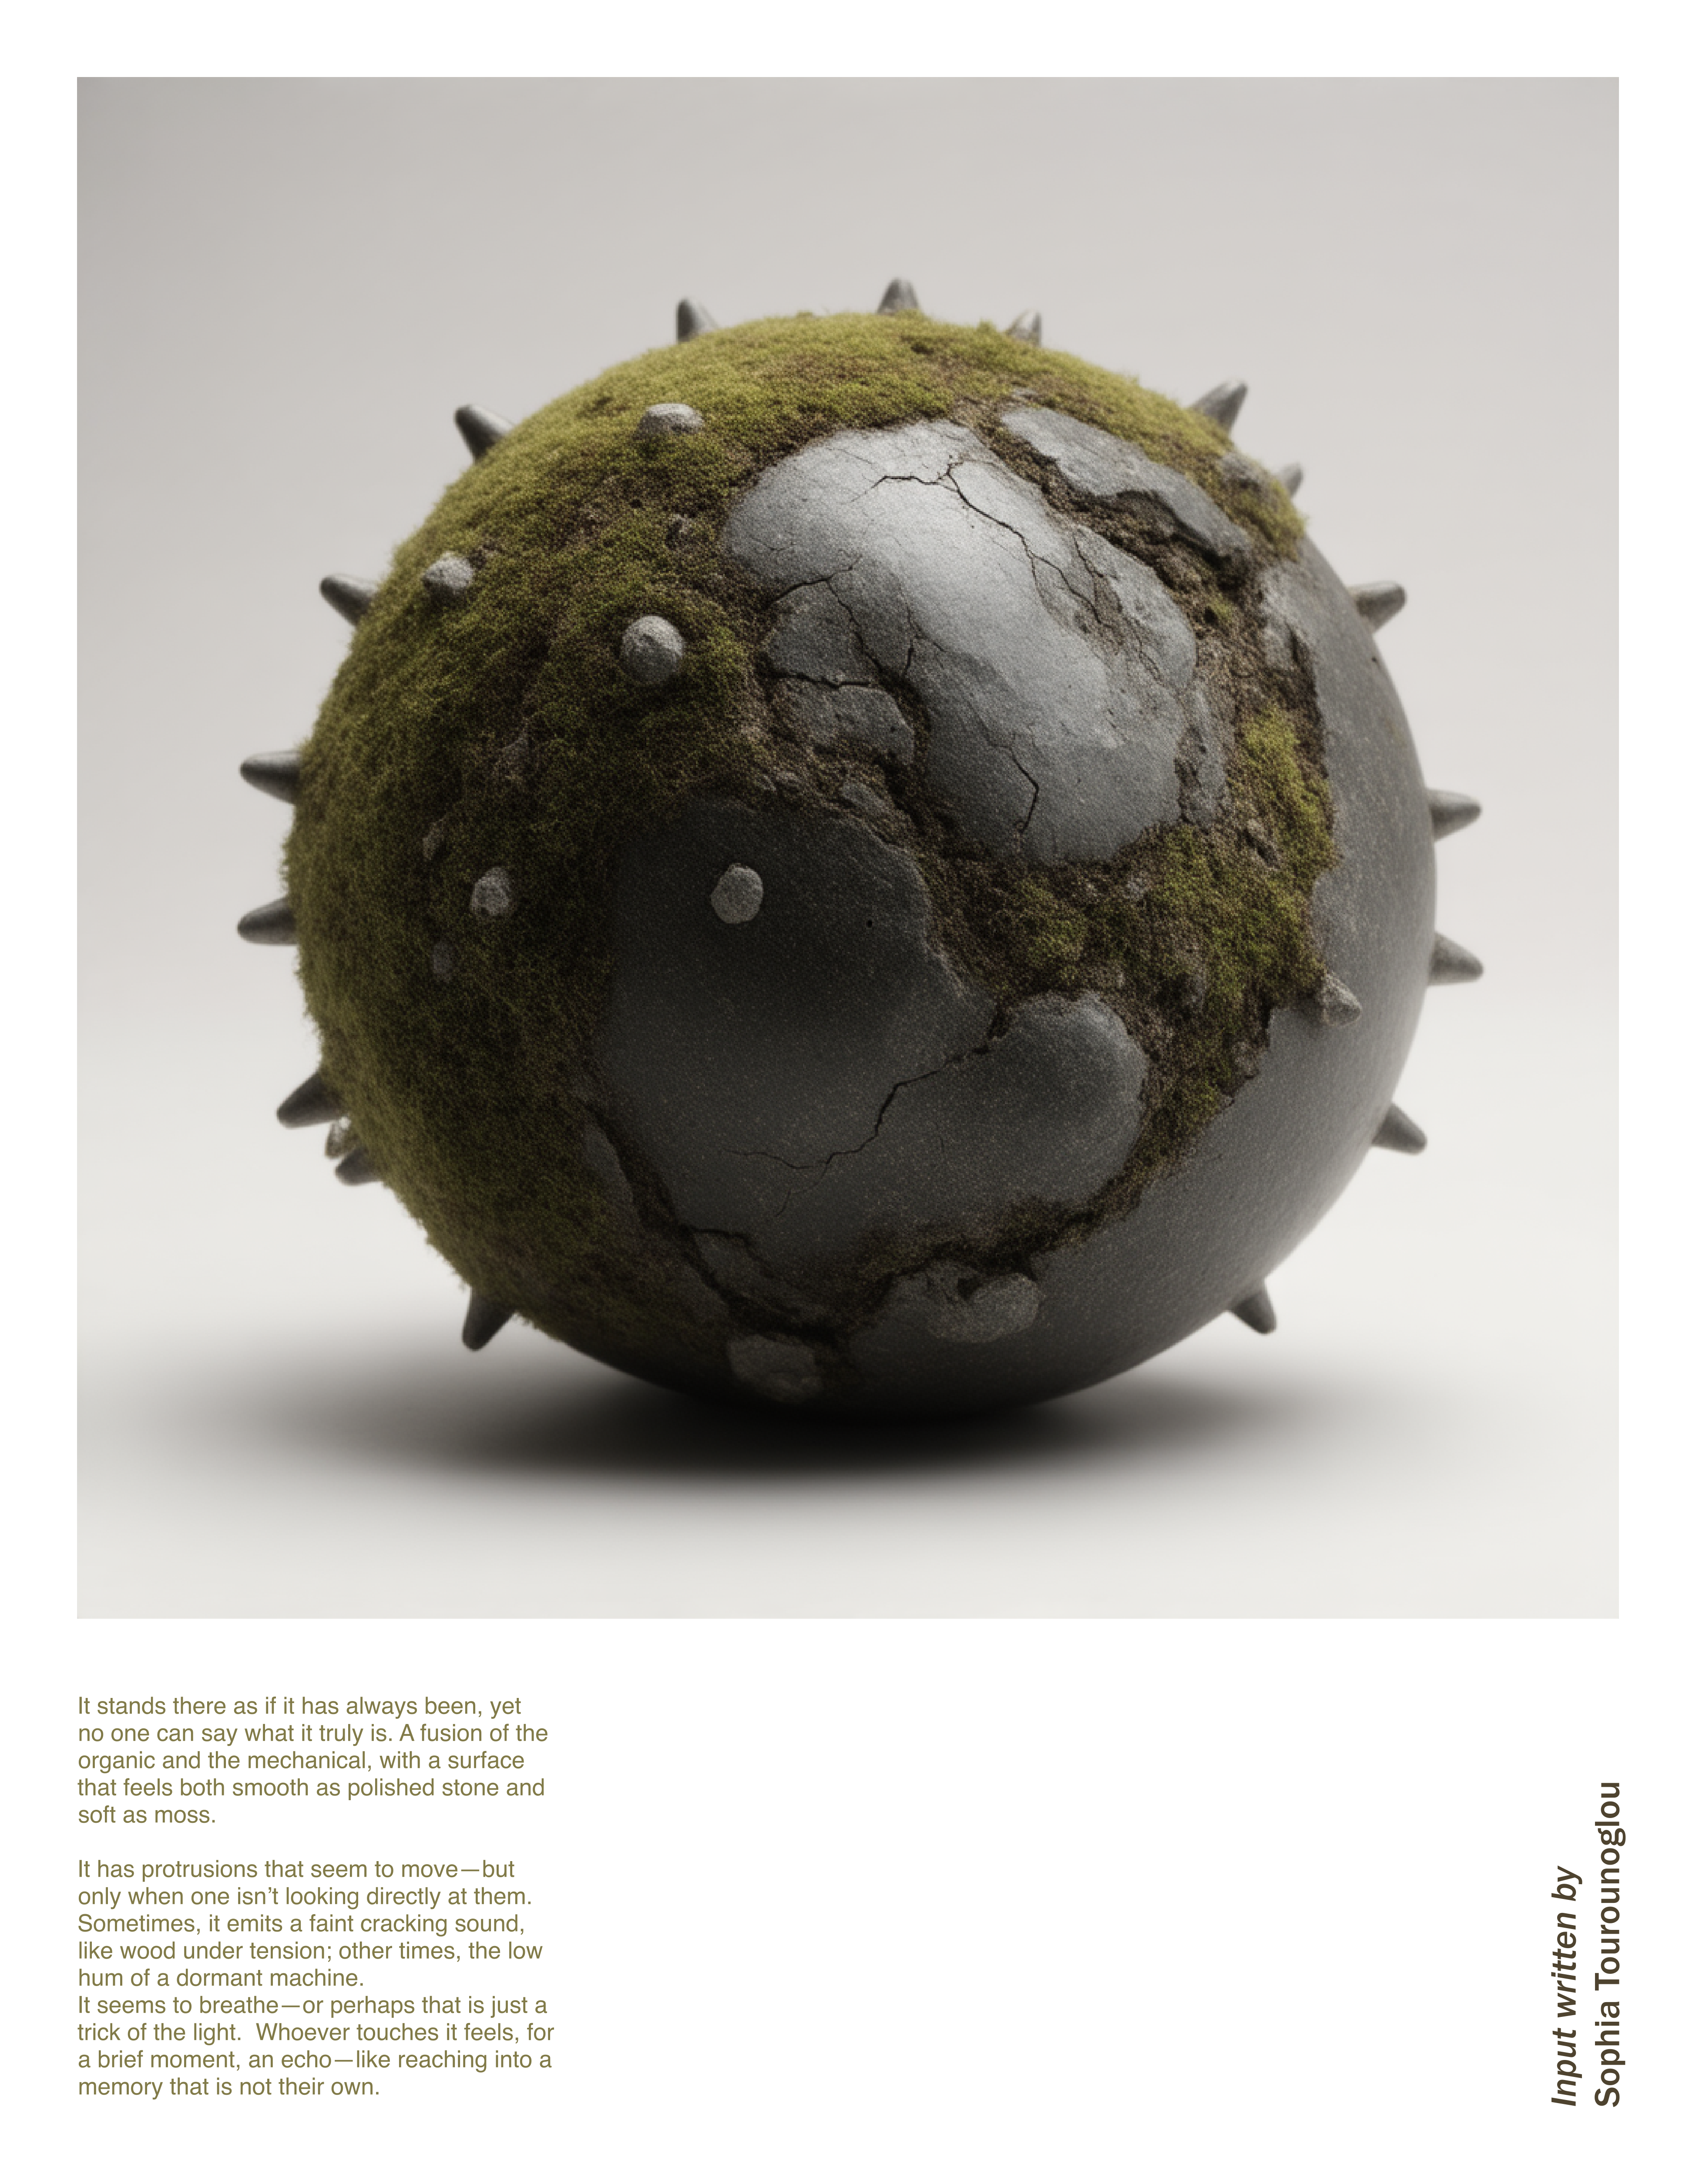 It stands there as if it has always been, yet
no one can say what it truly is. A fusion of the
organic and the mechanical, with a surface
that feels both smooth as polished stone and
soft as moss.
It has protrusions that seem to move—but
only when one isn’t looking directly at them.
Sometimes, it emits a faint cracking sound,
like wood under tension; other times, the low
hum of a dormant machine.
It seems to breathe—or perhaps that is just a
trick of the light.  Whoever touches it feels, for
a brief moment, an echo—like reaching into a
memory that is not their own.
Input written by
Sophia Tourounoglou